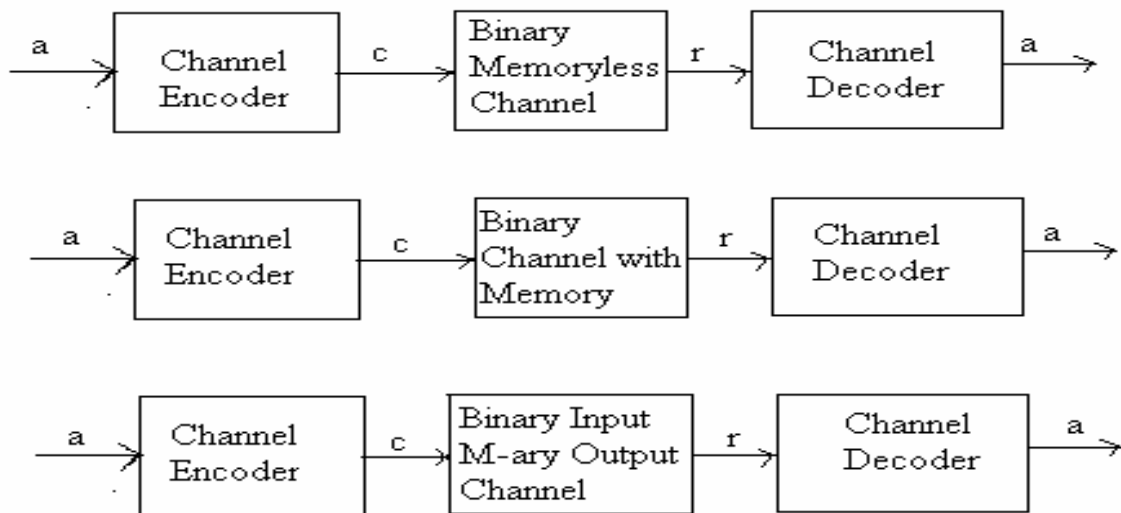 a
Channel
Encoder
c
Binary
Memoryless
Channel
r
Channel
Decoder
a
a
Channel
Encoder
c
Binary
Channel with
Memory
r
Channel
Decoder
a
a
Channel
Encoder
c
Binary Input
M-ary Output
Channel
r
Channel
Decoder
a